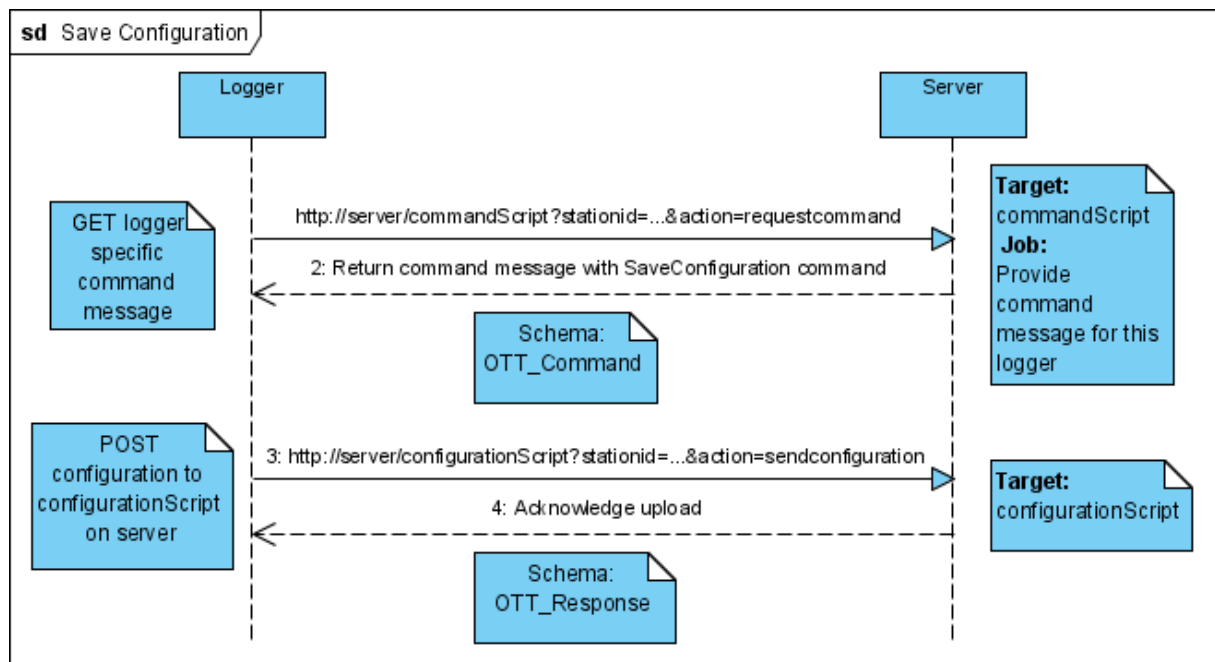 sd Save Configuration
Logger
Server
GET logger
specific
command
message
http://server/commandScript?stationid=...&action=requestcommand
2: Return command message with SaveConfiguration command
Schema:
OTT_Command
Target:
commandScript
Job:
Provide
command
message for this
logger
POST
configuration to
configurationScript
on server
3: http://server/configurationScript?stationid=...&action=sendconfiguration
4: Acknowledge upload
Schema:
OTT_Response
Target:
configurationScript